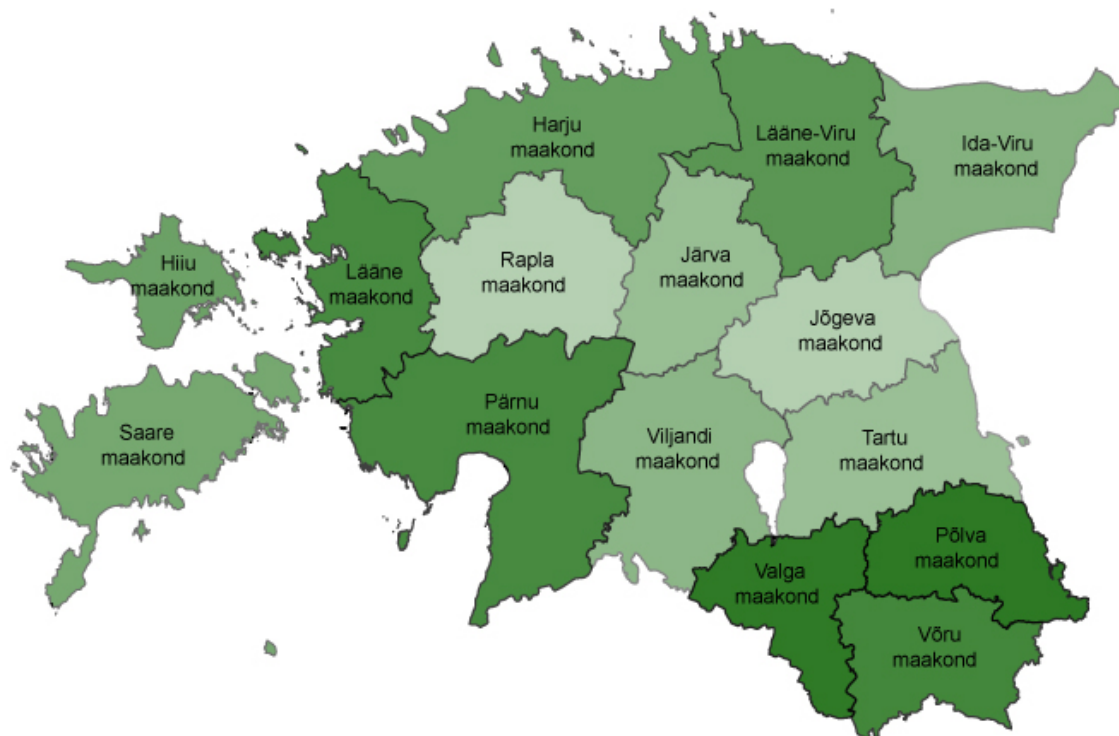 Harju
maakond
Lääne-Viru
maakond
Ida-Viru
maakond
Hiiu
maakond
Lääne
maakond
Rapla
maakond
Järva
maakond
Jõgeva
maakond
Saare
maakond
Pärnu
maakond
Viljandi
maakond
Tartu
maakond
Valga
maakond
Põlva
maakond
Võru
maakond